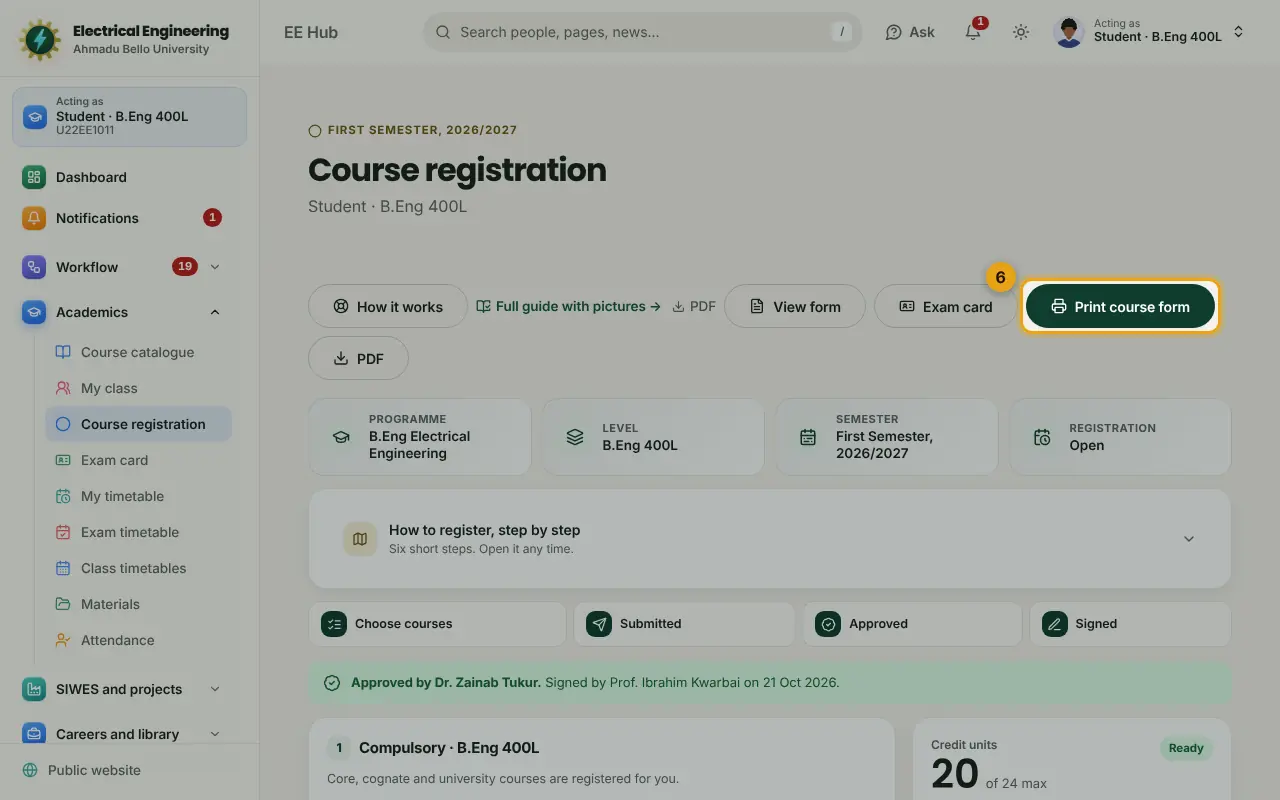 Electrical Engineering
Ahmadu Bello University
EE Hub
Search people, pages, news...
/
Ask
1
Acting as
Student · B.Eng 400L
Acting as
Student · B.Eng 400L
U22EE1011
Dashboard
Notifications
1
Workflow
19
Academics
Course catalogue
My class
Course registration
Exam card
My timetable
Exam timetable
Class timetables
Materials
Attendance
SIWES and projects
Careers and library
Public website
FIRST SEMESTER, 2026/2027
Course registration
Student · B.Eng 400L
6
How it works
Full guide with pictures →
PDF
View form
Exam card
Print course form
PDF
PROGRAMME
B.Eng Electrical
Engineering
LEVEL
B.Eng 400L
SEMESTER
First Semester,
2026/2027
REGISTRATION
Open
How to register, step by step
Six short steps. Open it any time.
Choose courses
Submitted
Approved
Signed
Approved by Dr. Zainab Tukur. Signed by Prof. Ibrahim Kwarbai on 21 Oct 2026.
1 Compulsory · B.Eng 400L
Core, cognate and university courses are registered for you.
Credit units
Ready
20 of 24 max